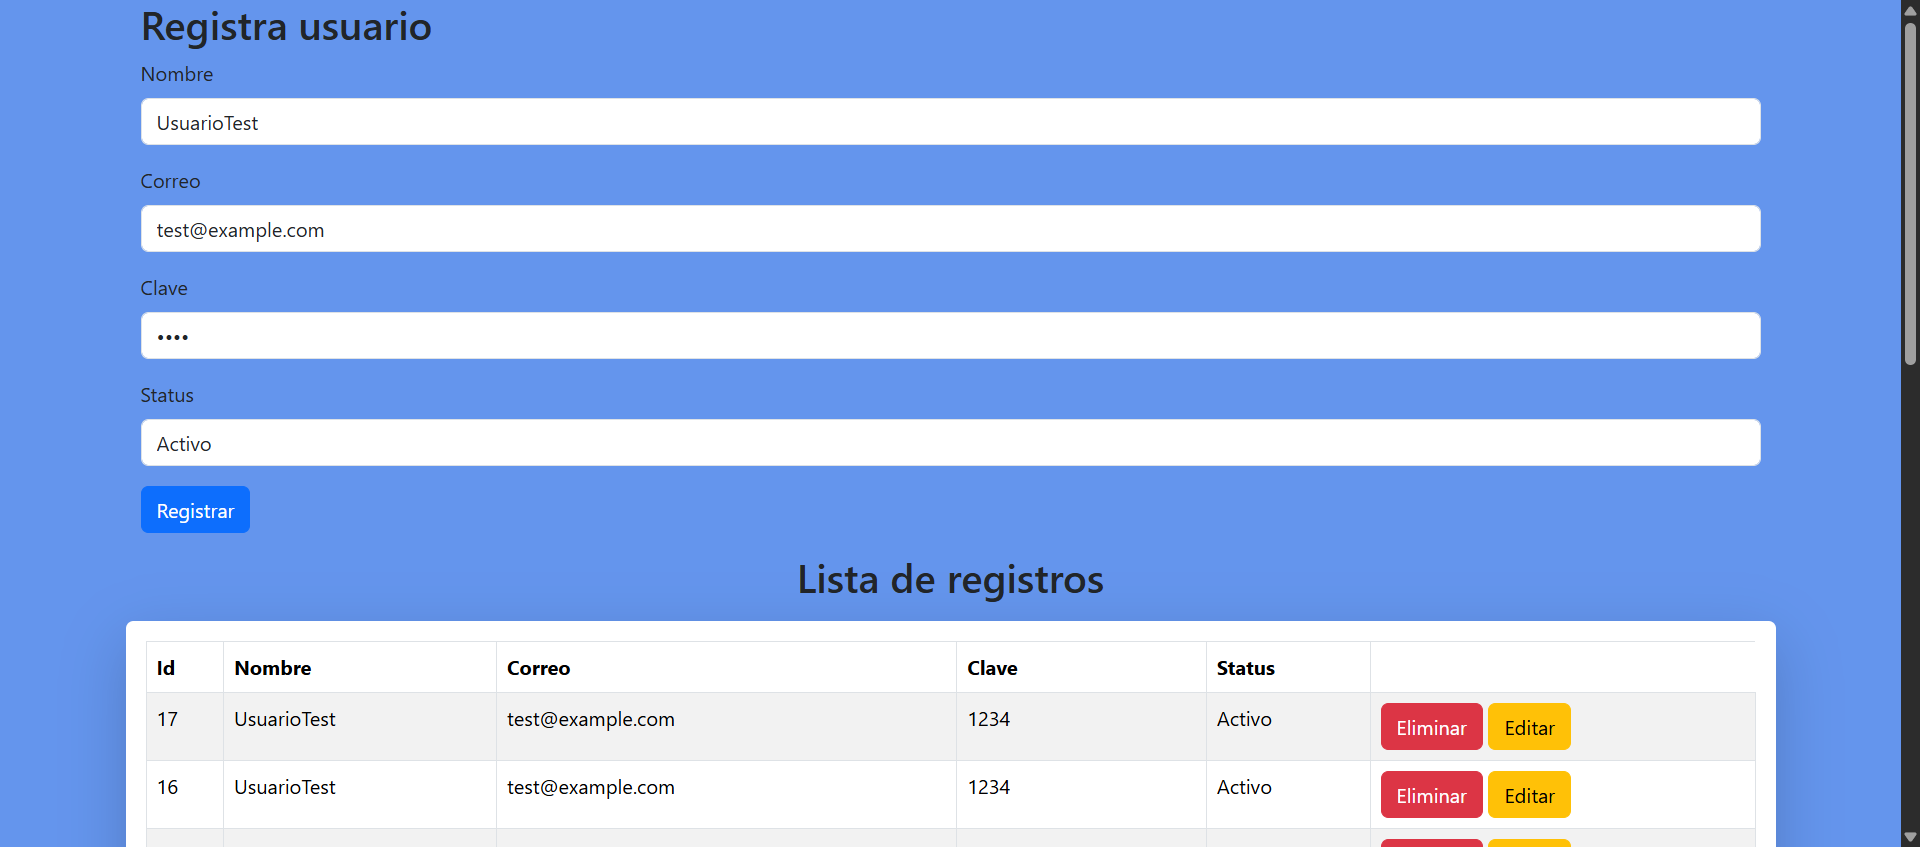 Registra usuario
Nombre
UsuarioTest
Correo
test@example.com
Clave
••••
Status
Activo
Registrar
Lista de registros
Id Nombre Correo Clave Status
17 UsuarioTest test@example.com 1234 Activo Eliminar Editar
16 UsuarioTest test@example.com 1234 Activo Eliminar Editar